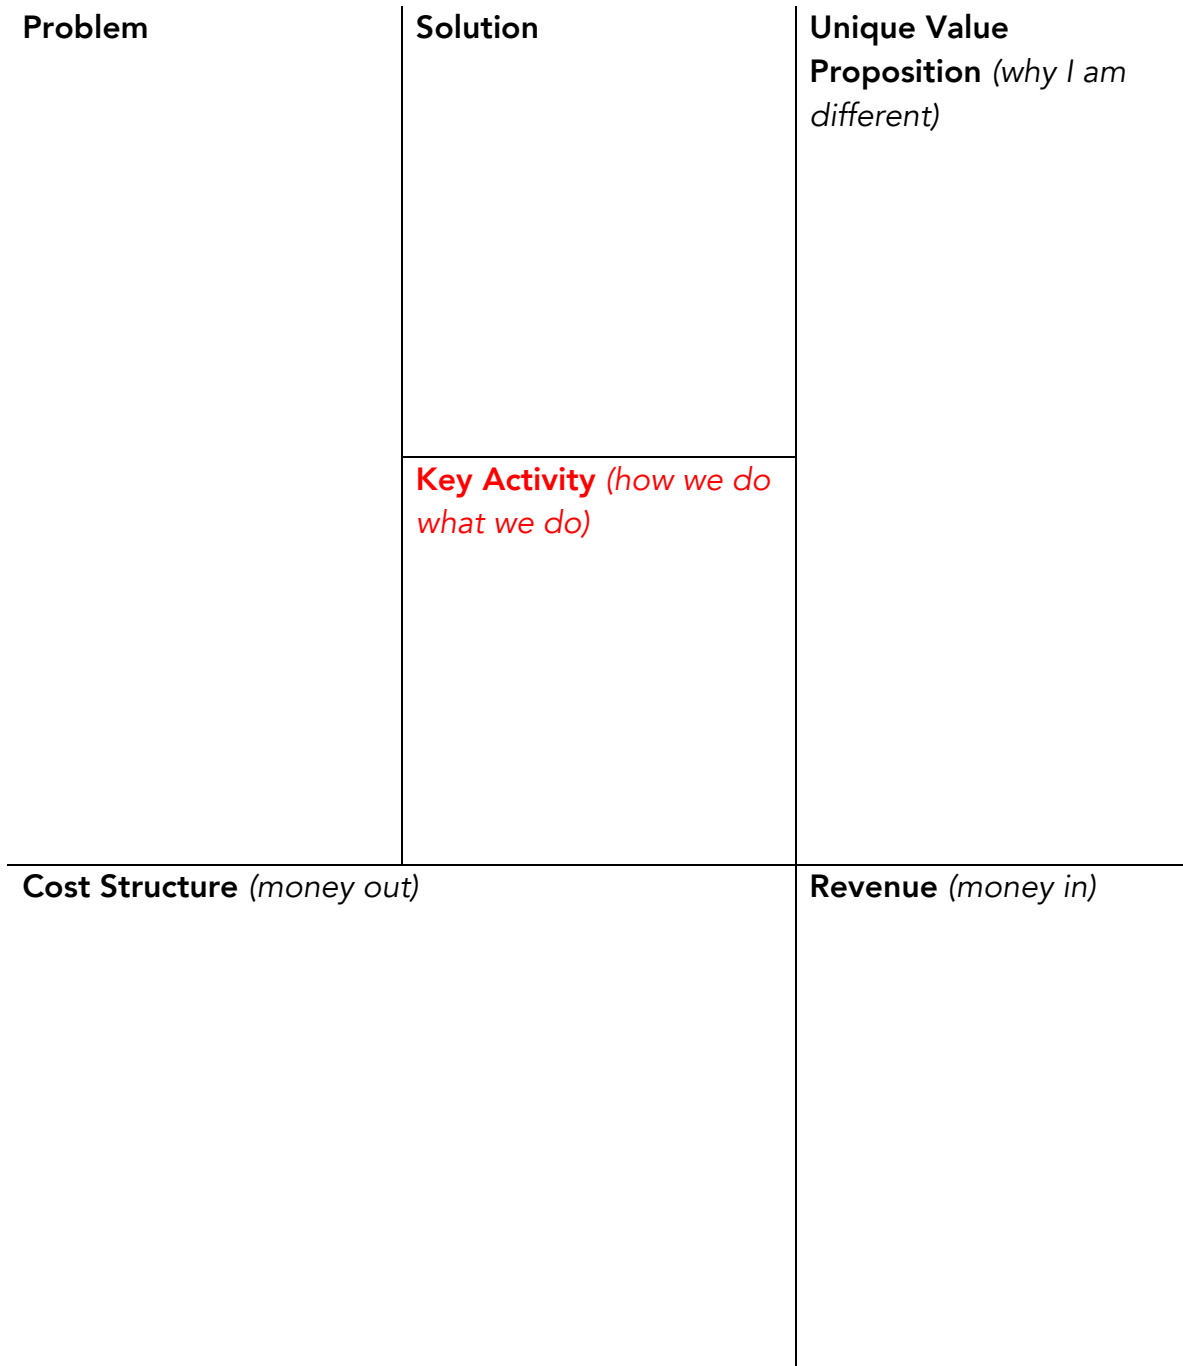 Problem
Solution
Unique Value
Proposition (why I am
different)
Key Activity (how we do
what we do)
Cost Structure (money out)
Revenue (money in)